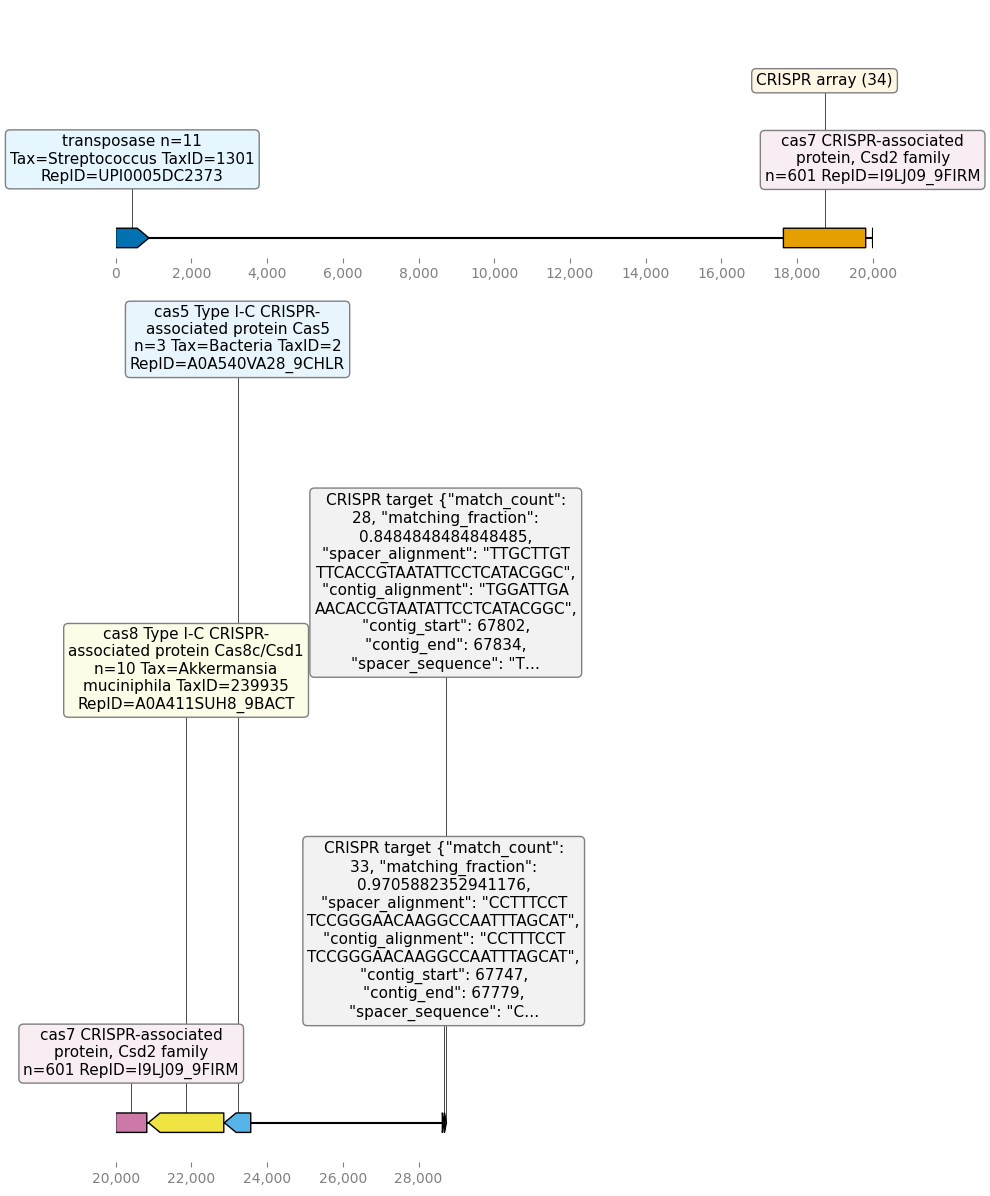 CRISPR array (34)
transposase n=11
Tax=Streptococcus TaxID=1301
RepID=UPI0005DC2373
cas7 CRISPR-associated
protein, Csd2 family
n=601 RepID=I9LJ09_9FIRM
0
2,000
4,000
6,000
8,000
10,000
12,000
14,000
16,000
18,000
20,000
cas5 Type I-C CRISPR-
associated protein Cas5
n=3 Tax=Bacteria TaxID=2
RepID=A0A540VA28_9CHLR
CRISPR target {"match_count":
28, "matching_fraction":
0.8484848484848485,
"spacer_alignment": "TTGCTTGT
TTCACCGTAATATTCCTCATACGGC",
"contig_alignment": "TGGATTGA
AACACCGTAATATTCCTCATACGGC",
"contig_start": 67802,
"contig_end": 67834,
"spacer_sequence": "T...
cas8 Type I-C CRISPR-
associated protein Cas8c/Csd1
n=10 Tax=Akkermansia
muciniphila TaxID=239935
RepID=A0A411SUH8_9BACT
CRISPR target {"match_count":
33, "matching_fraction":
0.9705882352941176,
"spacer_alignment": "CCTTTCCT
TCCGGGAACAAGGCCAATTTAGCAT",
"contig_alignment": "CCTTTCCT
TCCGGGAACAAGGCCAATTTAGCAT",
"contig_start": 67747,
"contig_end": 67779,
"spacer_sequence": "C...
cas7 CRISPR-associated
protein, Csd2 family
n=601 RepID=I9LJ09_9FIRM
20,000
22,000
24,000
26,000
28,000